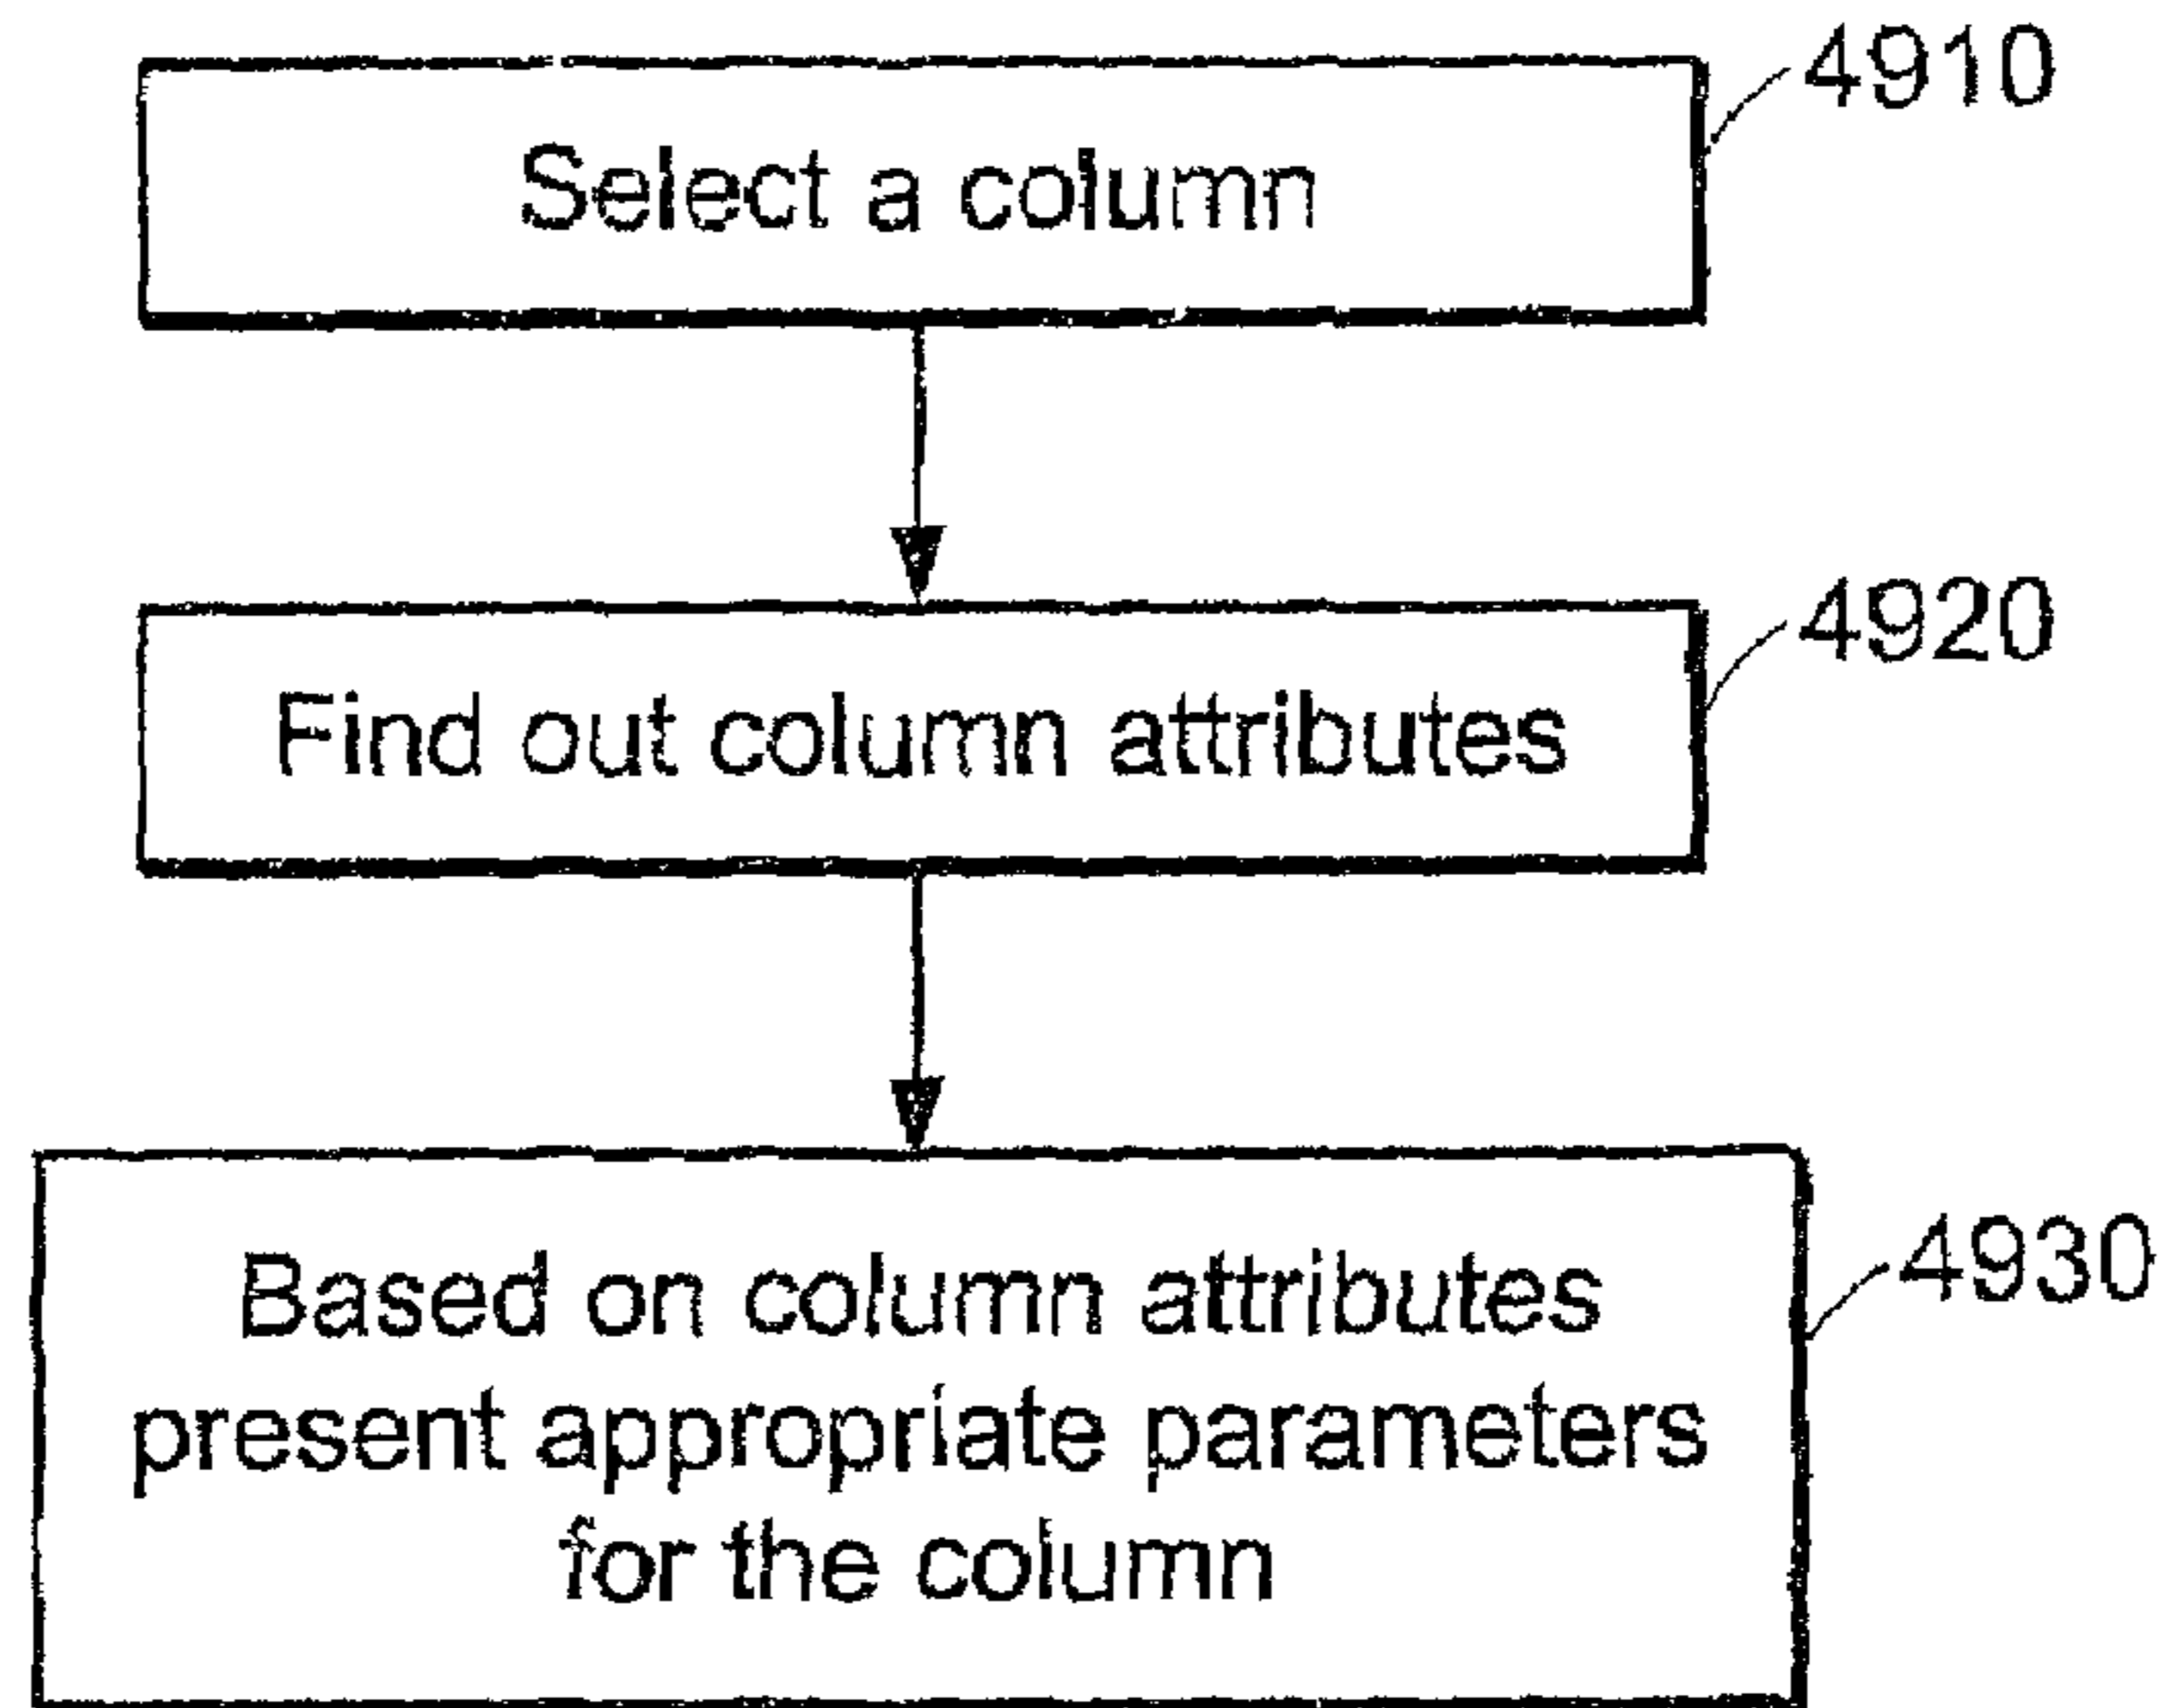 4910
Select a column
4920
Find out column attributes
4930
Based on column attributes
present appropriate parameters
for the column